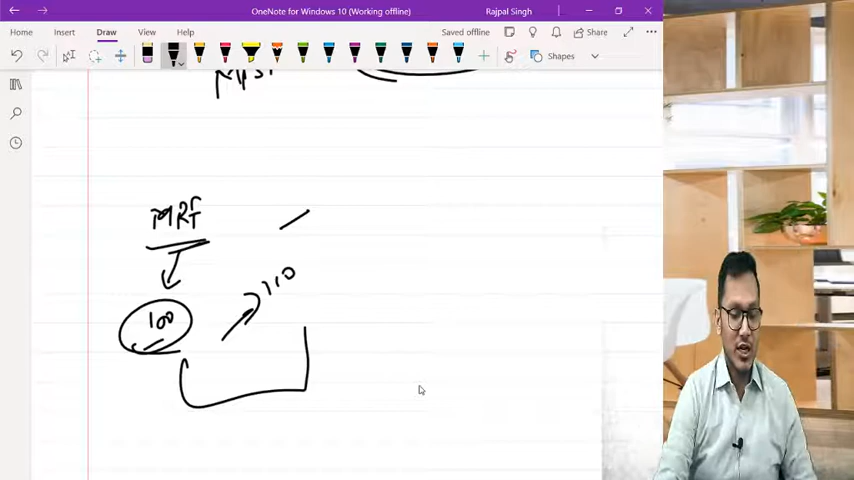 OneNote for Windows 10 (Working offline)
Rajpal Singh
Home Insert Draw View Help
Saved offline
Share
Shapes
MRF
100
110